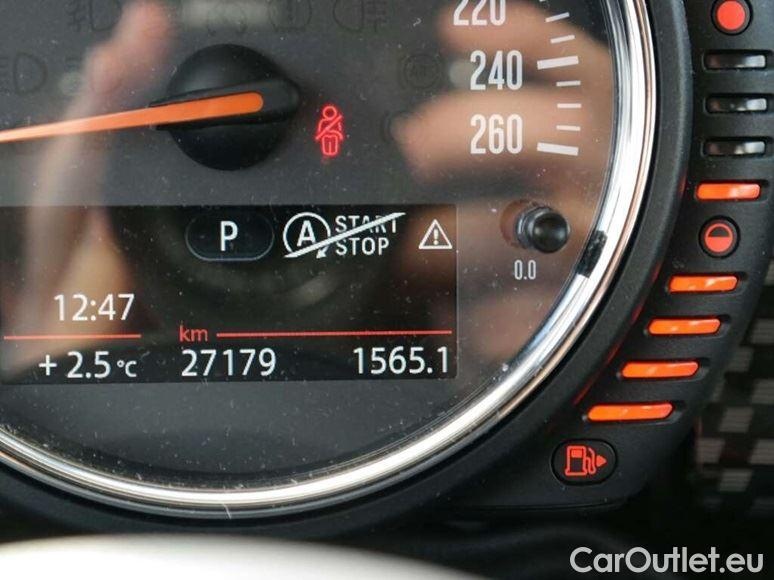 220
240
260
P
A START
STOP
0.0
12:47
km
+ 2.5°C
27179
1565.1
CarOutlet.eu